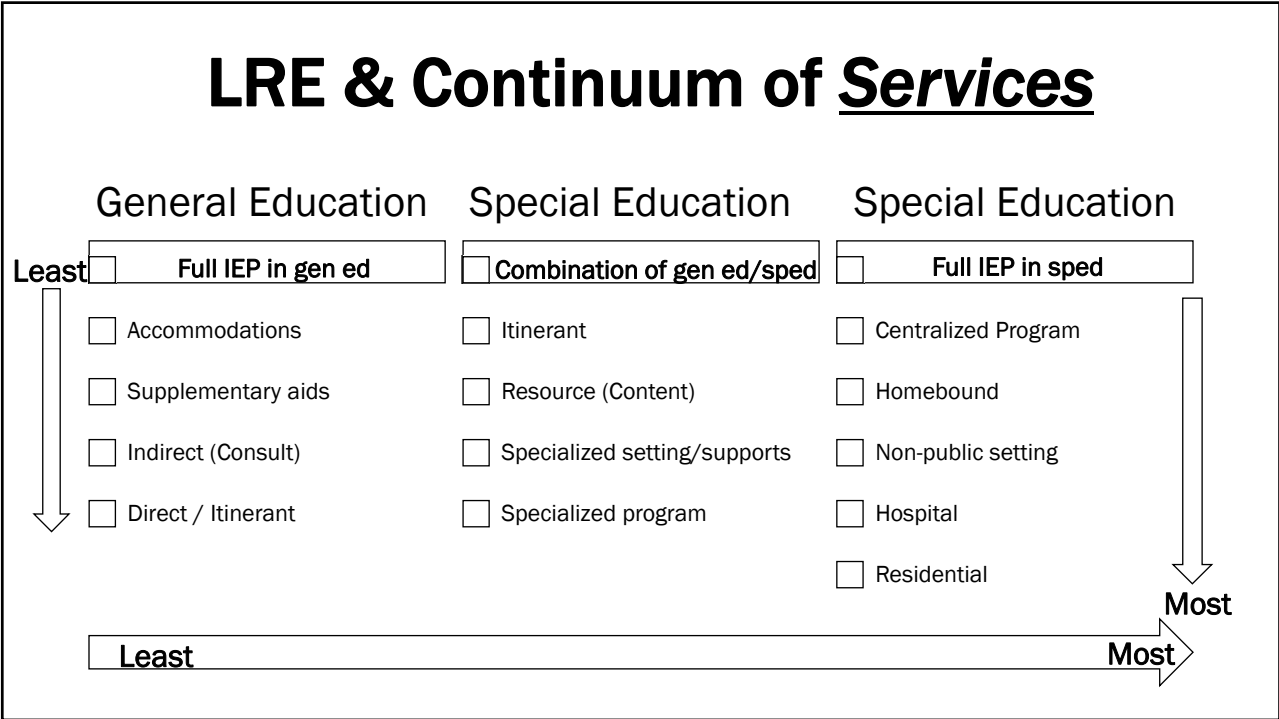 LRE & Continuum of Services
General Education
Special Education
Special Education
Least
Full IEP in gen ed
Combination of gen ed/sped
Full IEP in sped
Accommodations
Supplementary aids
Indirect (Consult)
Direct / Itinerant
Itinerant
Resource (Content)
Specialized setting/supports
Specialized program
Centralized Program
Homebound
Non-public setting
Hospital
Residential
Most
Least
Most